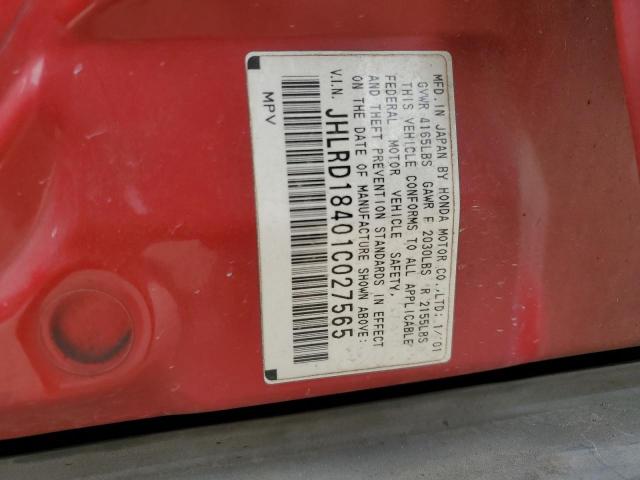 MFD. IN JAPAN BY HONDA MOTOR CO., LTD; 1/'01
GVWR 4165LBS GAWR F 2030LBS R 2155LBS
THIS VEHICLE CONFORMS TO ALL APPLICABLE
FEDERAL MOTOR VEHICLE SAFETY,
AND THEFT PREVENTION STANDARDS IN EFFECT
ON THE DATE OF MANUFACTURE SHOWN ABOVE:
V.I.N. JHLRD18401C027565
MPV